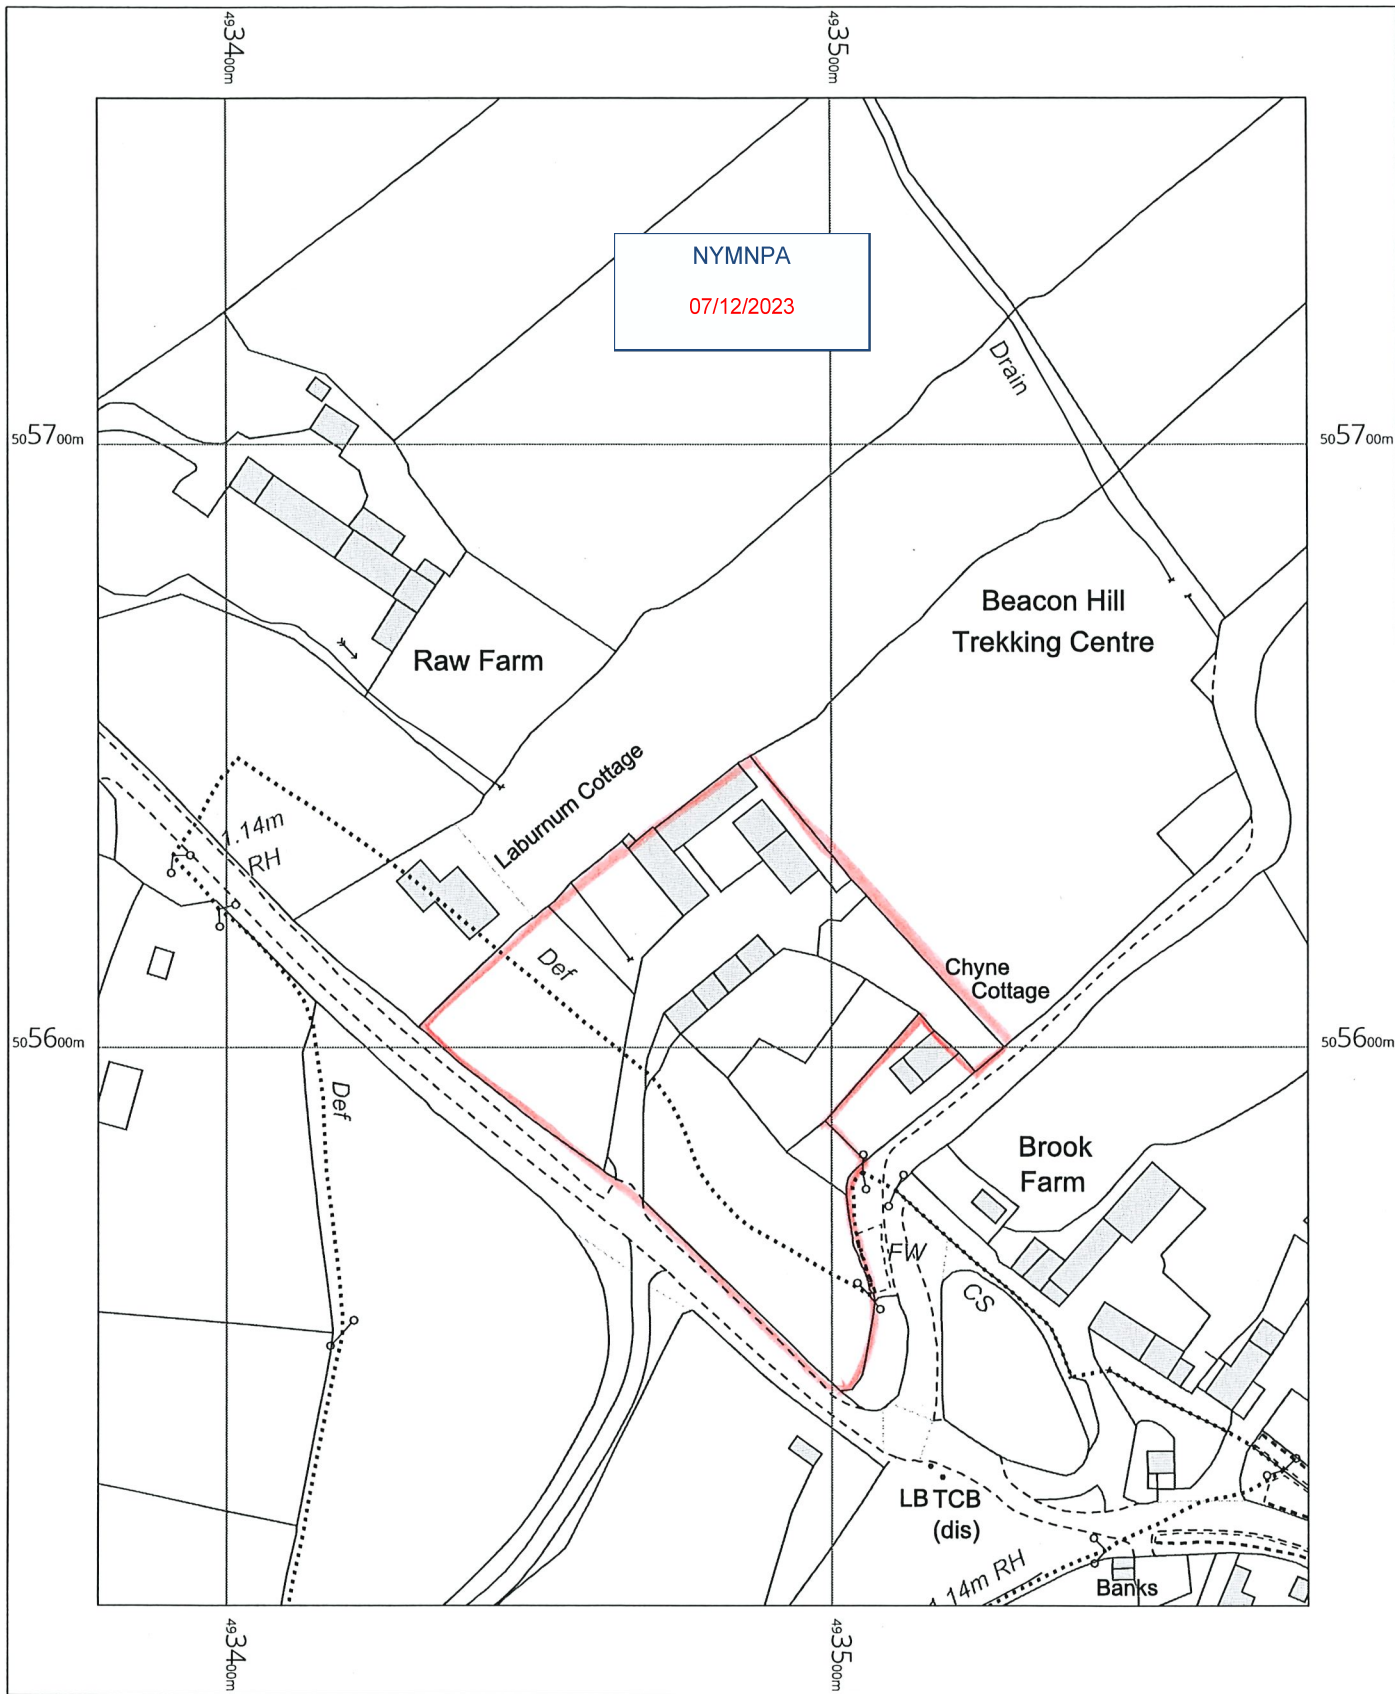 493400m
493500m
NYMNPA
07/12/2023
Drain
505700m
505700m
Beacon Hill
Trekking Centre
Raw Farm
Laburnum Cottage
1.14m
RH
Def
Chyne
Cottage
505600m
505600m
Def
Brook
Farm
FW
CS
LB TCB
(dis)
1.14m RH
Banks
493400m
493500m